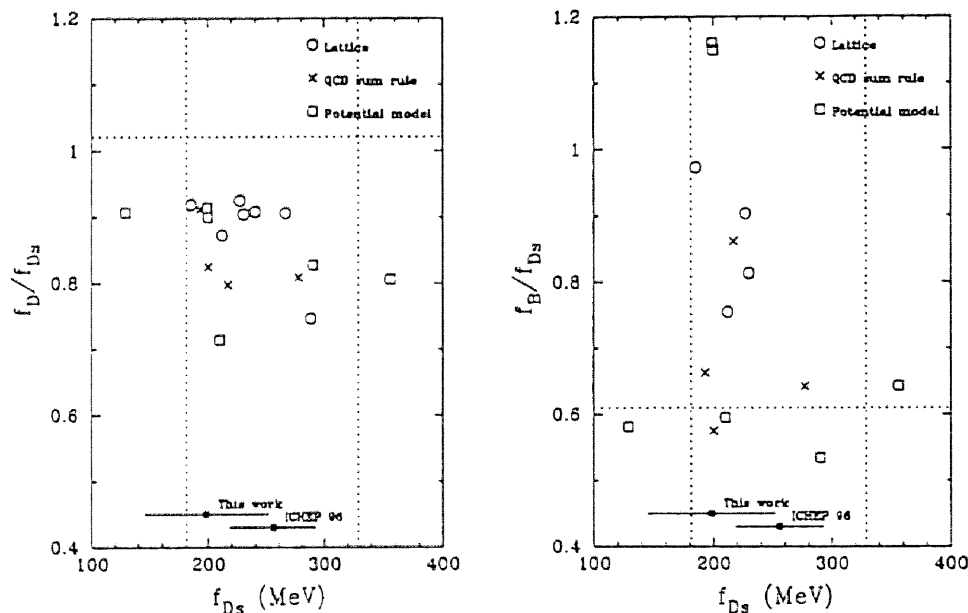 1.2
1
0.8
0.6
0.4
100
200
300
400
f_D/f_Ds
f_Ds (MeV)
Lattice
QCD sum rule
Potential model
This work
ICHEP 96
1.2
1
0.8
0.6
0.4
100
200
300
400
f_B/f_Ds
f_Ds (MeV)
Lattice
QCD sum rule
Potential model
This work
ICHEP 96